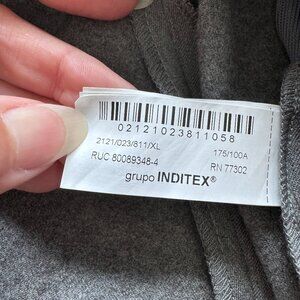 02121023811058
2121/023/811/XL 175/100A
RUC 80089348-4 RN 77302
grupo INDITEX®